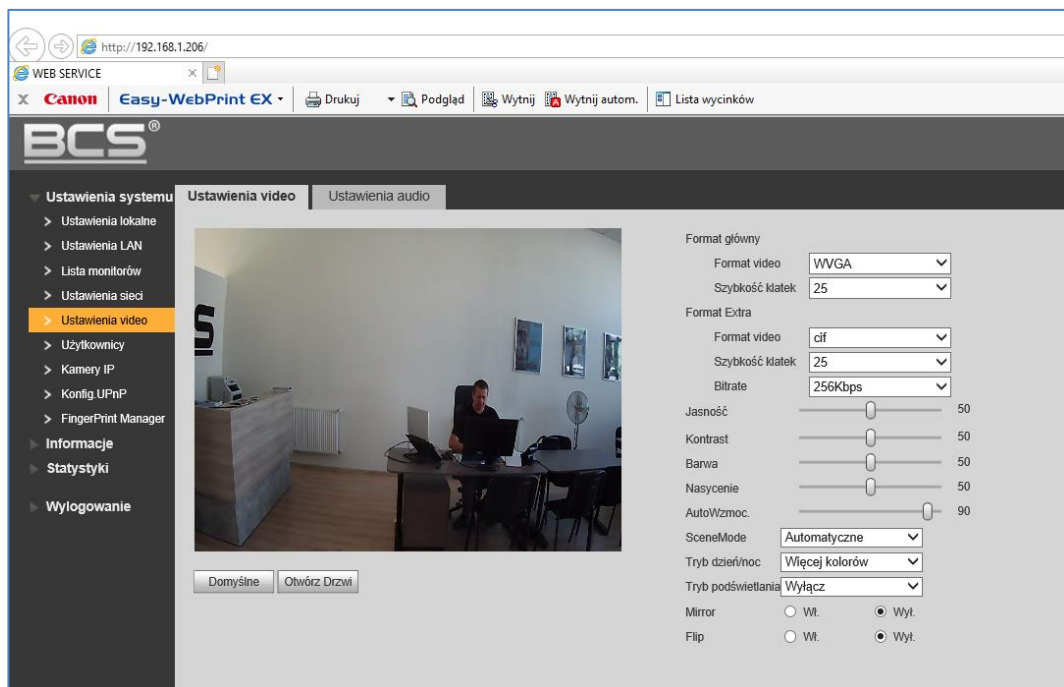 http://192.168.1.206/
WEB SERVICE
X Canon Easy-WebPrint EX Drukuj Podgląd Wytnij Wytnij autom. Lista wycinków
BCS®
Ustawienia systemu
Ustawienia lokalne
Ustawienia LAN
Lista monitorów
Ustawienia sieci
Ustawienia video
Użytkownicy
Kamery IP
Konfig.UPnP
FingerPrint Manager
Informacje
Statystyki
Wylogowanie
Ustawienia video Ustawienia audio
S
Domyślne Otwórz Drzwi
Format główny
Format video WVGA
Szybkość klatek 25
Format Extra
Format video cif
Szybkość klatek 25
Bitrate 256Kbps
Jasność 50
Kontrast 50
Barwa 50
Nasycenie 50
AutoWzmoc. 90
SceneMode Automatyczne
Tryb dzień/noc Więcej kolorów
Tryb podświetlania Wyłącz
Mirror Wł. Wył.
Flip Wł. Wył.